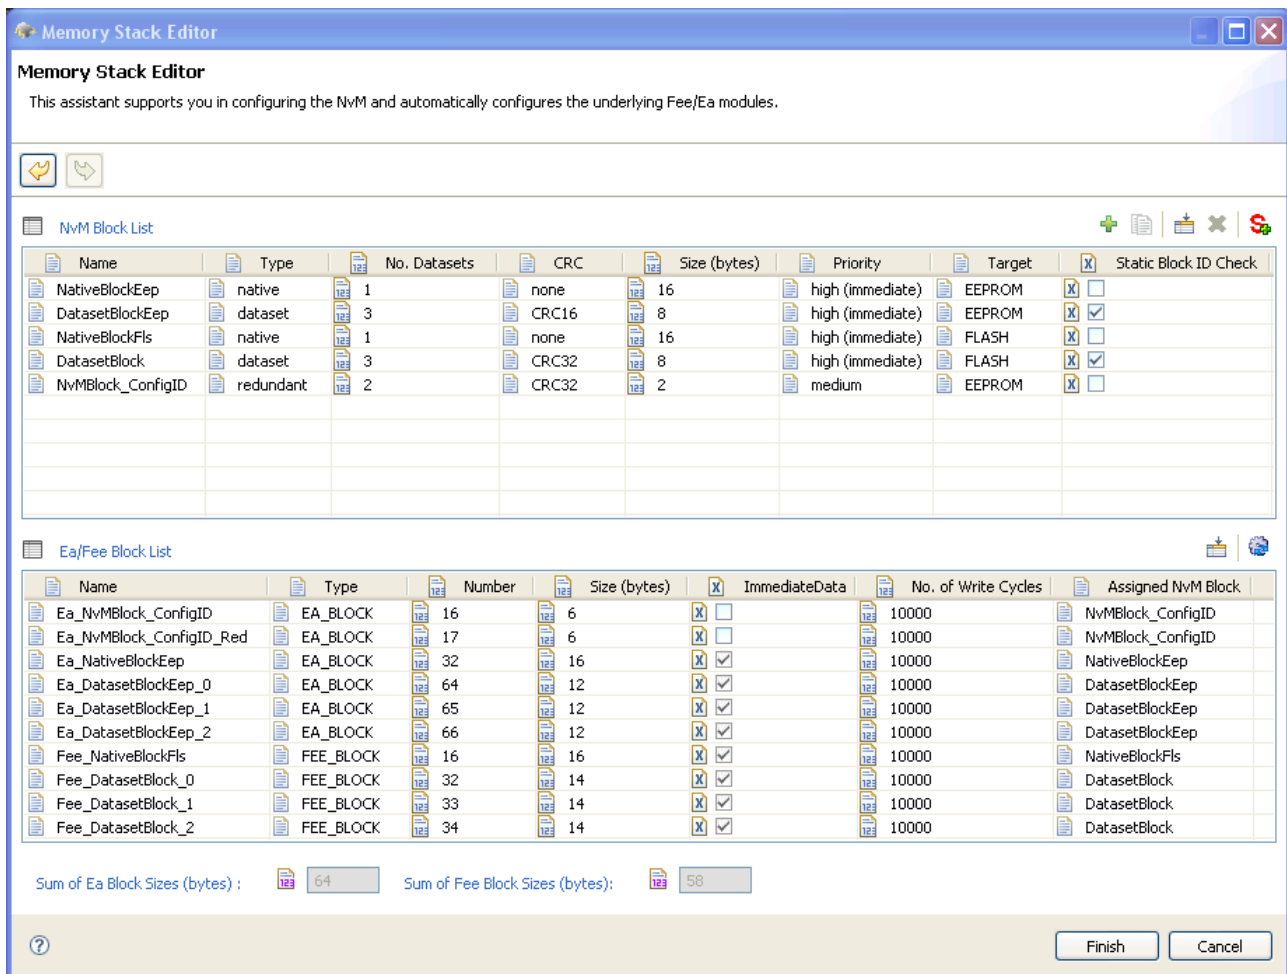 Memory Stack Editor
Memory Stack Editor
This assistant supports you in configuring the NvM and automatically configures the underlying Fee/Ea modules.
NvM Block List
Name Type No. Datasets CRC Size (bytes) Priority Target Static Block ID Check
NativeBlockEep native 1 none 16 high (immediate) EEPROM
DatasetBlockEep dataset 3 CRC16 8 high (immediate) EEPROM
NativeBlockFls native 1 none 16 high (immediate) FLASH
DatasetBlock dataset 3 CRC32 8 high (immediate) FLASH
NvMBlock_ConfigID redundant 2 CRC32 2 medium EEPROM
Ea/Fee Block List
Name Type Number Size (bytes) ImmediateData No. of Write Cycles Assigned NvM Block
Ea_NvMBlock_ConfigID EA_BLOCK 16 6 10000 NvMBlock_ConfigID
Ea_NvMBlock_ConfigID_Red EA_BLOCK 17 6 10000 NvMBlock_ConfigID
Ea_NativeBlockEep EA_BLOCK 32 16 10000 NativeBlockEep
Ea_DatasetBlockEep_0 EA_BLOCK 64 12 10000 DatasetBlockEep
Ea_DatasetBlockEep_1 EA_BLOCK 65 12 10000 DatasetBlockEep
Ea_DatasetBlockEep_2 EA_BLOCK 66 12 10000 DatasetBlockEep
Fee_NativeBlockFls FEE_BLOCK 16 16 10000 NativeBlockFls
Fee_DatasetBlock_0 FEE_BLOCK 32 14 10000 DatasetBlock
Fee_DatasetBlock_1 FEE_BLOCK 33 14 10000 DatasetBlock
Fee_DatasetBlock_2 FEE_BLOCK 34 14 10000 DatasetBlock
Sum of Ea Block Sizes (bytes) : 64 Sum of Fee Block Sizes (bytes): 58
Finish Cancel